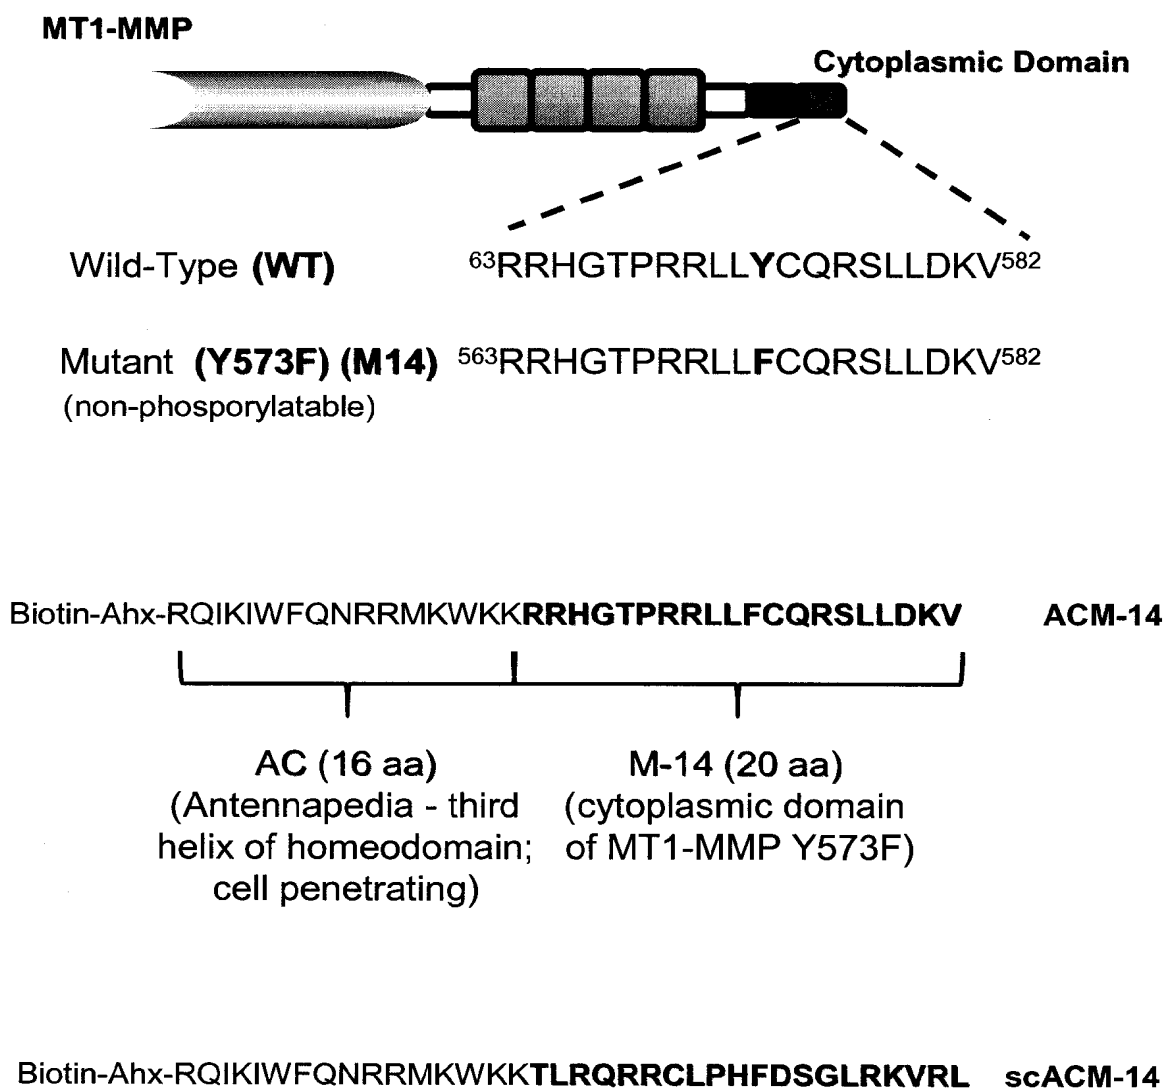 MT1-MMP
Cytoplasmic Domain
Wild-Type (WT) 63RRHGTPRRLLYCQRSLLDKV582
Mutant (Y573F) (M14) 563RRHGTPRRLLFCQRSLLDKV582
(non-phosporylatable)
Biotin-Ahx-RQIKIWFQNRRMKWKKRRHGTPRRLLFCQRSLLDKV ACM-14
AC (16 aa) M-14 (20 aa)
(Antennapedia - third (cytoplasmic domain
helix of homeodomain; of MT1-MMP Y573F)
cell penetrating)
Biotin-Ahx-RQIKIWFQNRRMKWKKTLRQRRCLPHFDSGLRKVRL scACM-14